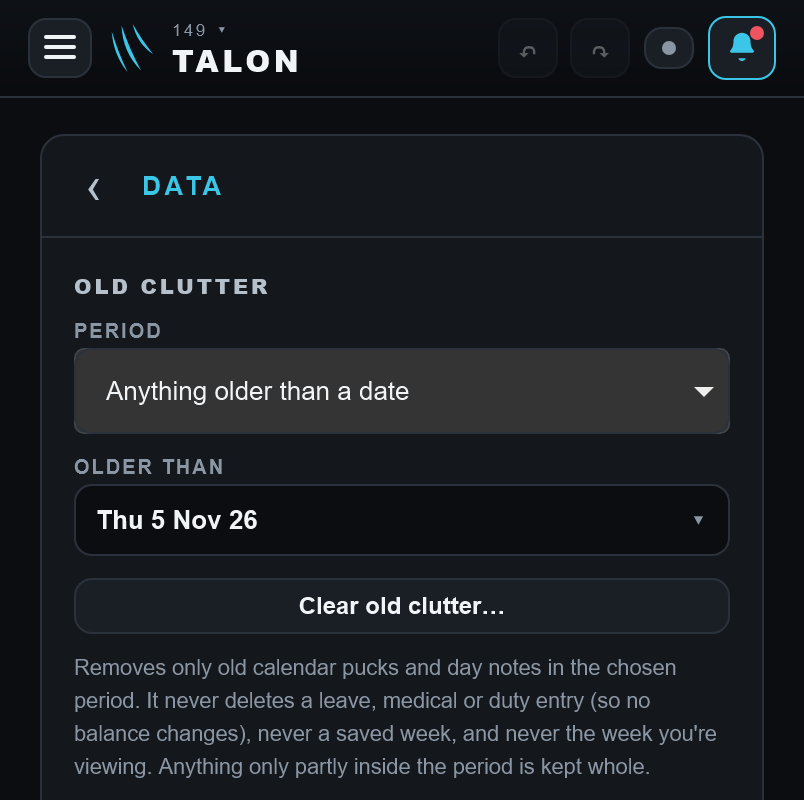 149 ▾
TALON
DATA
OLD CLUTTER
PERIOD
Anything older than a date
OLDER THAN
Thu 5 Nov 26
Clear old clutter…
Removes only old calendar pucks and day notes in the chosen
period. It never deletes a leave, medical or duty entry (so no
balance changes), never a saved week, and never the week you're
viewing. Anything only partly inside the period is kept whole.